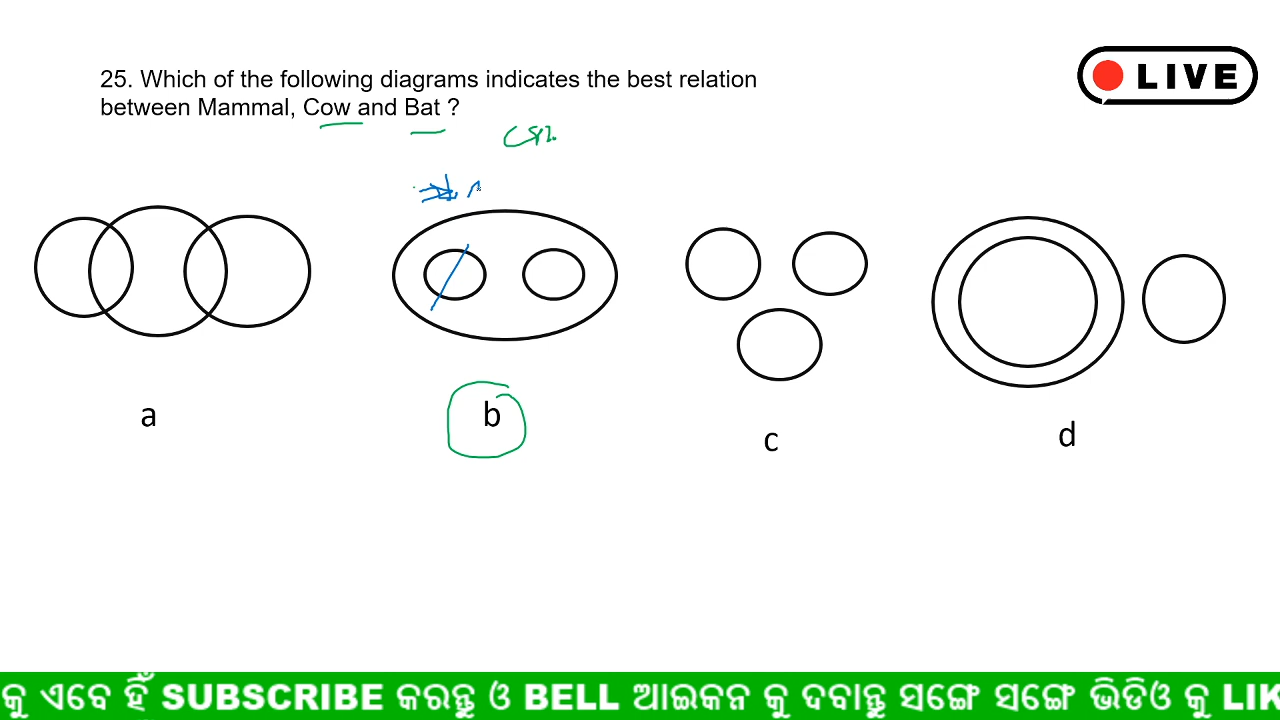 25. Which of the following diagrams indicates the best relation
between Mammal, Cow and Bat ?
LIVE
a
b
c
d
କୁ ଏବେ ହିଁ SUBSCRIBE କରନ୍ତୁ ଓ BELL ଆଇକନ କୁ ଦବାନ୍ତୁ ସଙ୍ଗେ ସଙ୍ଗେ ଭିଡିଓ କୁ LIK